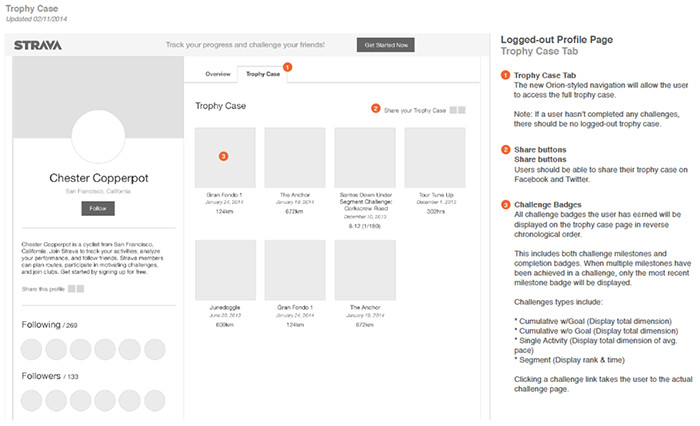 Trophy Case
Updated 02/11/2014
STRAVA
Track your progress and challenge your friends!
Get Started Now
Chester Copperpot
San Francisco, California
Follow
Chester Copperpot is a cyclist from San Francisco,
California. Join Strava to track your activities, analyze
your performance, and follow friends. Strava members
can plan routes, participate in motivating challenges,
and join clubs. Get started by signing up for free.
Share this profile
Following / 269
Followers / 133
Overview
Trophy Case
1
Trophy Case
2
Share your Trophy Case
3
Gran Fondo 1
January 24, 2014
124km
The Anchor
January 19, 2014
672km
Santos Down Under
Segment Challenge:
Corkscrew Road
December 10, 2013
8:12 (1/180)
Tour Tune Up
December 1, 2013
302hrs
Junedoggle
June 20, 2013
600km
Gran Fondo 1
January 24, 2014
124km
The Anchor
January 19, 2014
672km
Logged-out Profile Page
Trophy Case Tab
1 Trophy Case Tab
The new Orion-styled navigation will allow the user
to access the full trophy case.
Note: If a user hasn't completed any challenges,
there should be no logged-out trophy case.
2 Share buttons
Share buttons
Users should be able to share their trophy case on
Facebook and Twitter.
3 Challenge Badges
All challenge badges the user has earned will be
displayed on the trophy case page in reverse
chronological order.
This includes both challenge milestones and
completion badges. When multiple milestones have
been achieved in a challenge, only the most recent
milestone badge will be displayed.
Challenges types include:
* Cumulative w/Goal (Display total dimension)
* Cumulative w/o Goal (Display total dimension)
* Single Activity (Display total dimension of avg.
pace)
* Segment (Display rank & time)
Clicking a challenge link takes the user to the actual
challenge page.